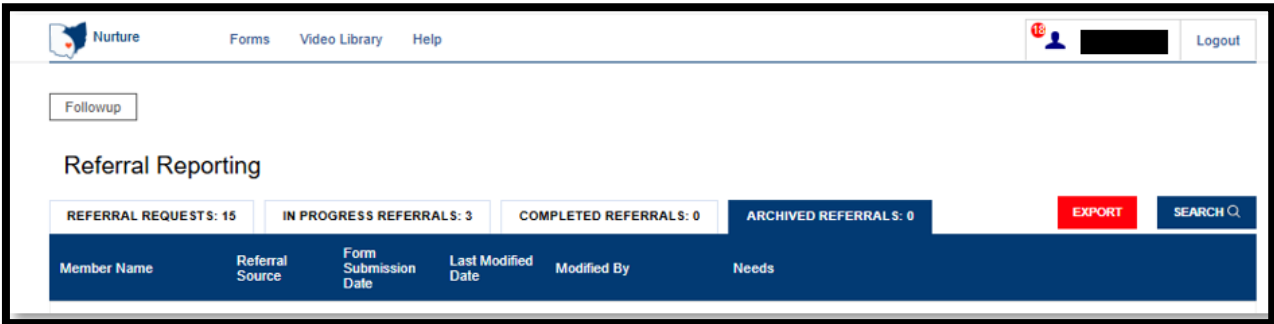 Nurture Forms Video Library Help 18 Logout
Followup
Referral Reporting
REFERRAL REQUESTS: 15 IN PROGRESS REFERRALS: 3 COMPLETED REFERRALS: 0 ARCHIVED REFERRALS: 0 EXPORT SEARCH
Member Name
Referral
Source
Form
Submission
Date
Last Modified
Date
Modified By
Needs